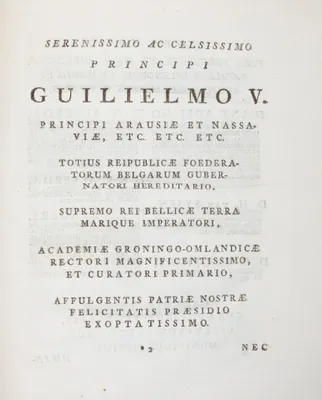 SERENISSIMO AC CELSISSIMO
PRINCIPI
GUILIELMO V.
PRINCIPI ARAUSIÆ ET NASSA-
VIÆ, ETC. ETC. ETC.
TOTIUS REIPUBLICÆ FOEDERA-
TORUM BELGARUM GUBER-
NATORI HEREDITARIO,
SUPREMO REI BELLICÆ TERRA
MARIQUE IMPERATORI,
ACADEMIÆ GRONINGO-OMLANDICÆ
RECTORI MAGNIFICENTISSIMO,
ET CURATORI PRIMARIO,
AFFULGENTIS PATRIÆ NOSTRÆ
FELICITATIS PRÆSIDIO
EXOPTATISSIMO.
*2 NEC